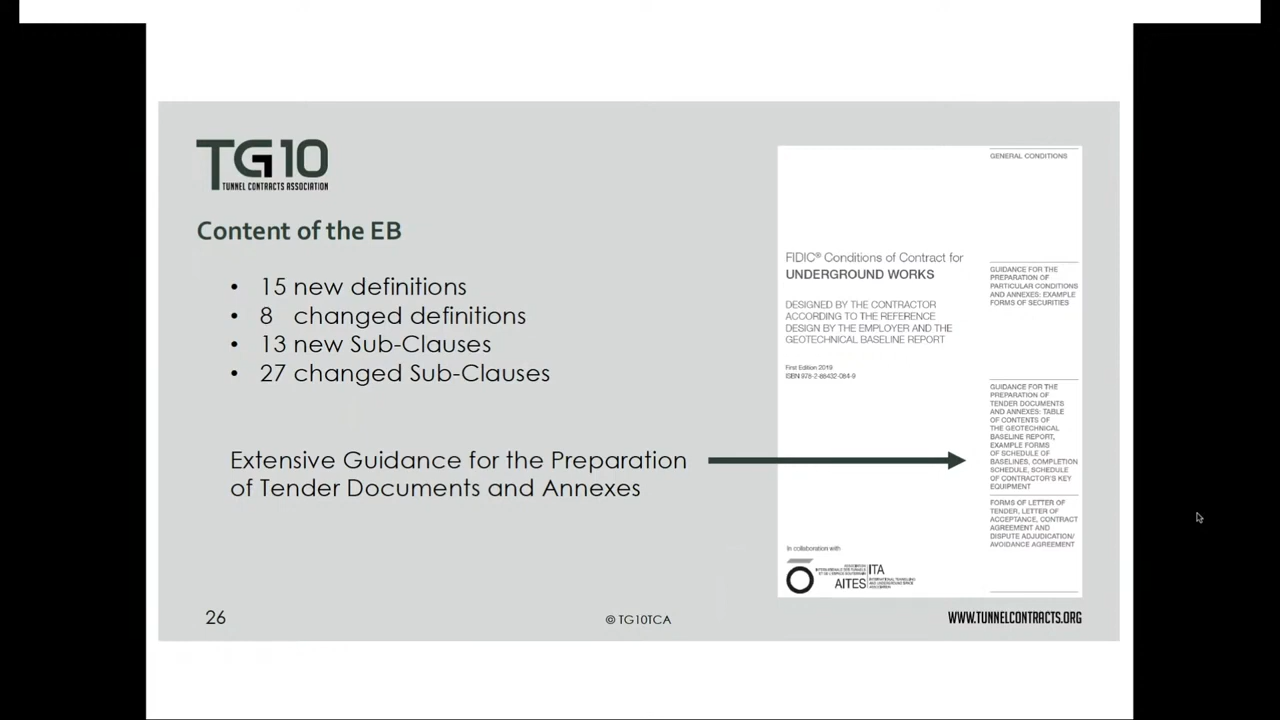 TG10
TUNNEL CONTRACTS ASSOCIATION
Content of the EB
• 15 new definitions
• 8 changed definitions
• 13 new Sub-Clauses
• 27 changed Sub-Clauses
Extensive Guidance for the Preparation
of Tender Documents and Annexes
FIDIC® Conditions of Contract for
UNDERGROUND WORKS
DESIGNED BY THE CONTRACTOR
ACCORDING TO THE REFERENCE
DESIGN BY THE EMPLOYER AND THE
GEOTECHNICAL BASELINE REPORT
First Edition 2019
ISBN 978-2-88432-084-9
In collaboration with
ITA
AITES
GENERAL CONDITIONS
GUIDANCE FOR THE
PREPARATION OF
PARTICULAR CONDITIONS
AND ANNEXES: EXAMPLE
FORMS OF SECURITIES
GUIDANCE FOR THE
PREPARATION OF
TENDER DOCUMENTS
AND ANNEXES: TABLE
OF CONTENTS OF
THE GEOTECHNICAL
BASELINE REPORT,
EXAMPLE FORMS
OF SCHEDULE OF
BASELINES, COMPLETION
SCHEDULE, SCHEDULE
OF CONTRACTOR'S KEY
EQUIPMENT
FORMS OF LETTER OF
TENDER, LETTER OF
ACCEPTANCE, CONTRACT
AGREEMENT AND
DISPUTE ADJUDICATION/
AVOIDANCE AGREEMENT
26
© TG10TCA
WWW.TUNNELCONTRACTS.ORG